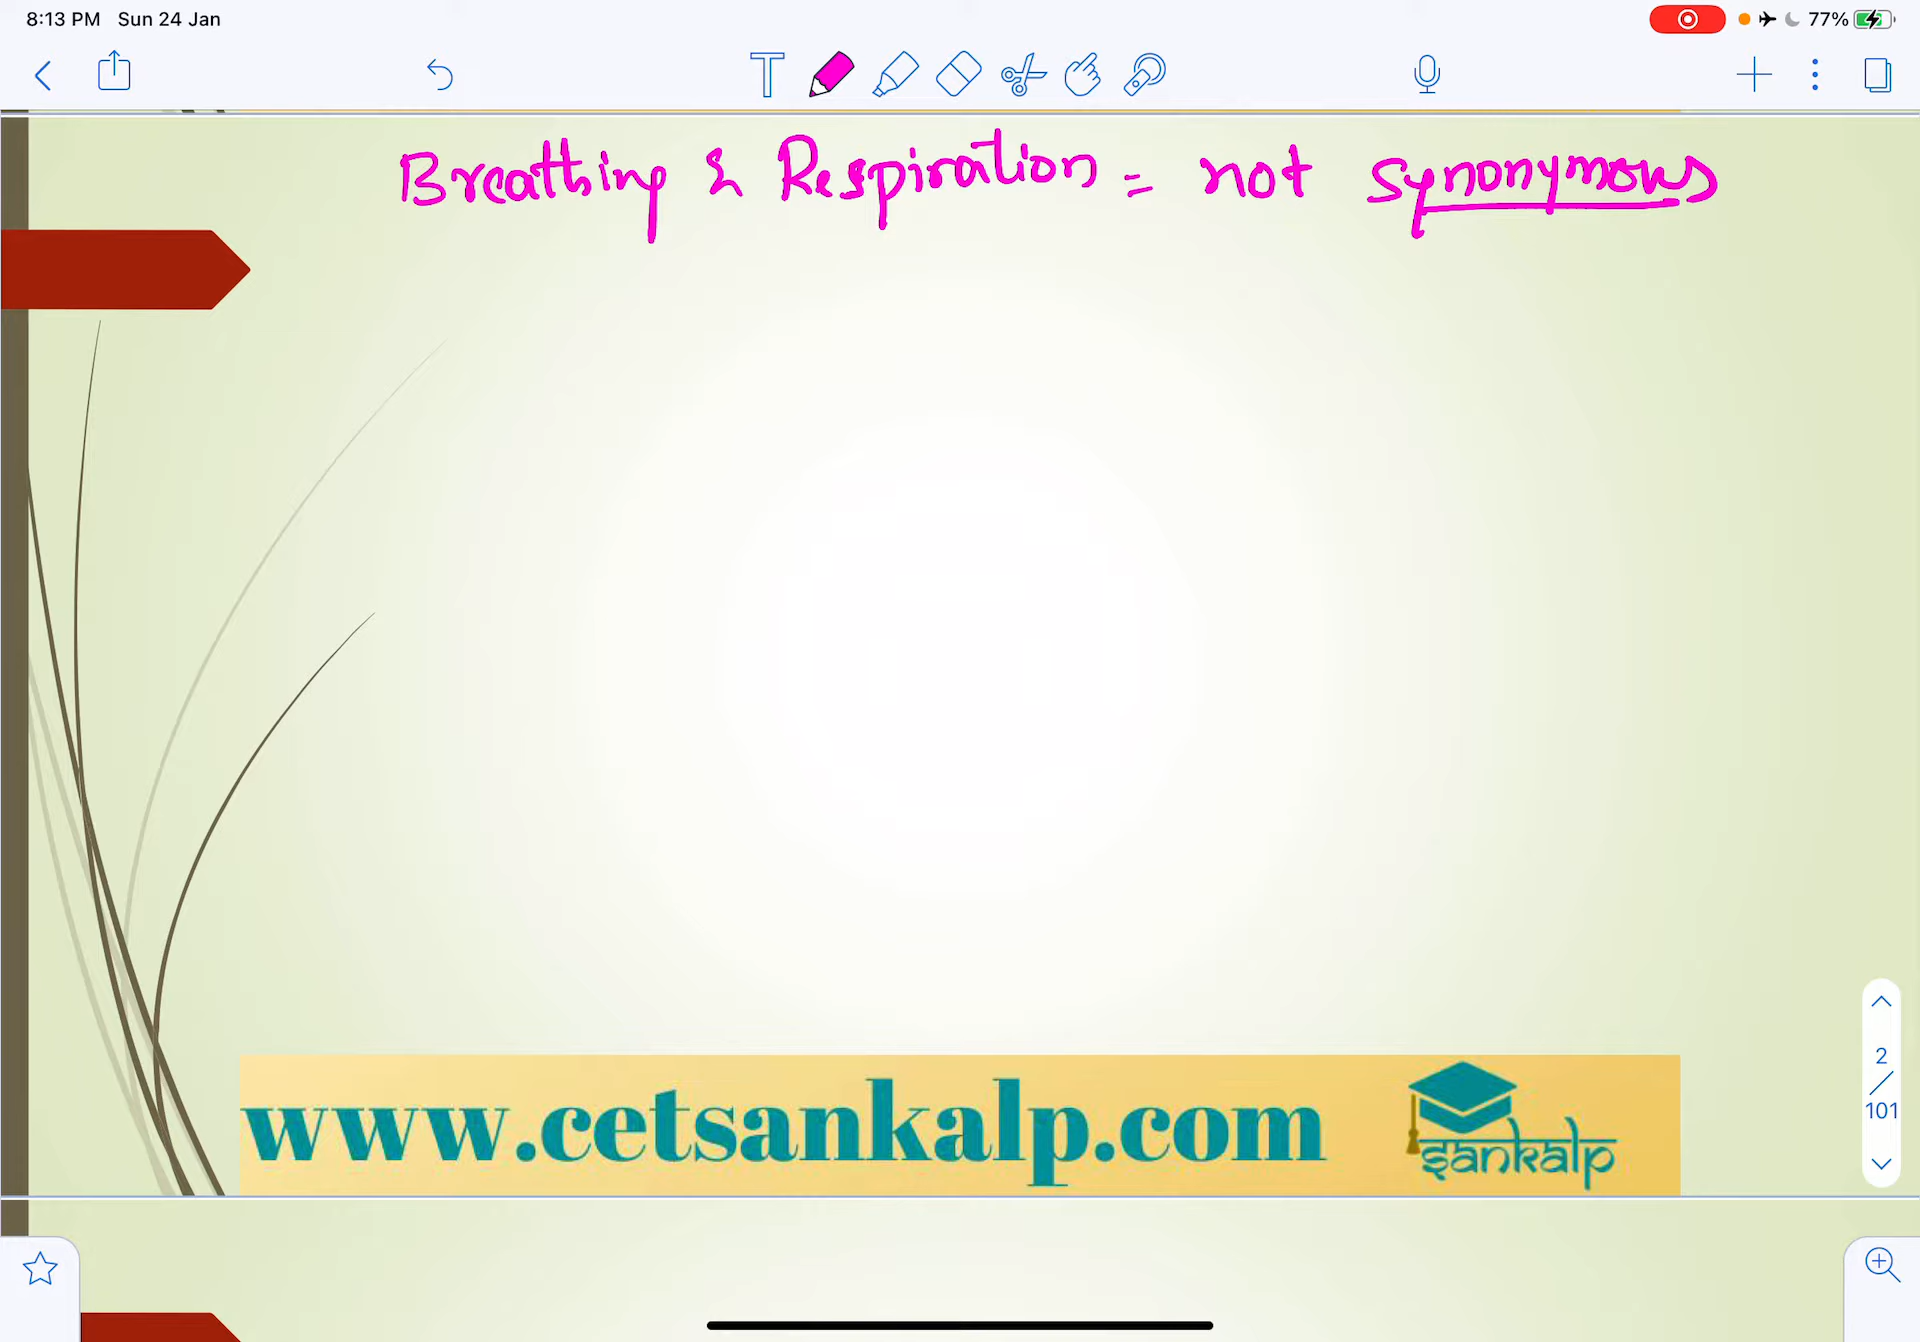 8:13 PM Sun 24 Jan
77%
Breathing & Respiration = not synonymous
2
101
www.cetsankalp.com
sankalp